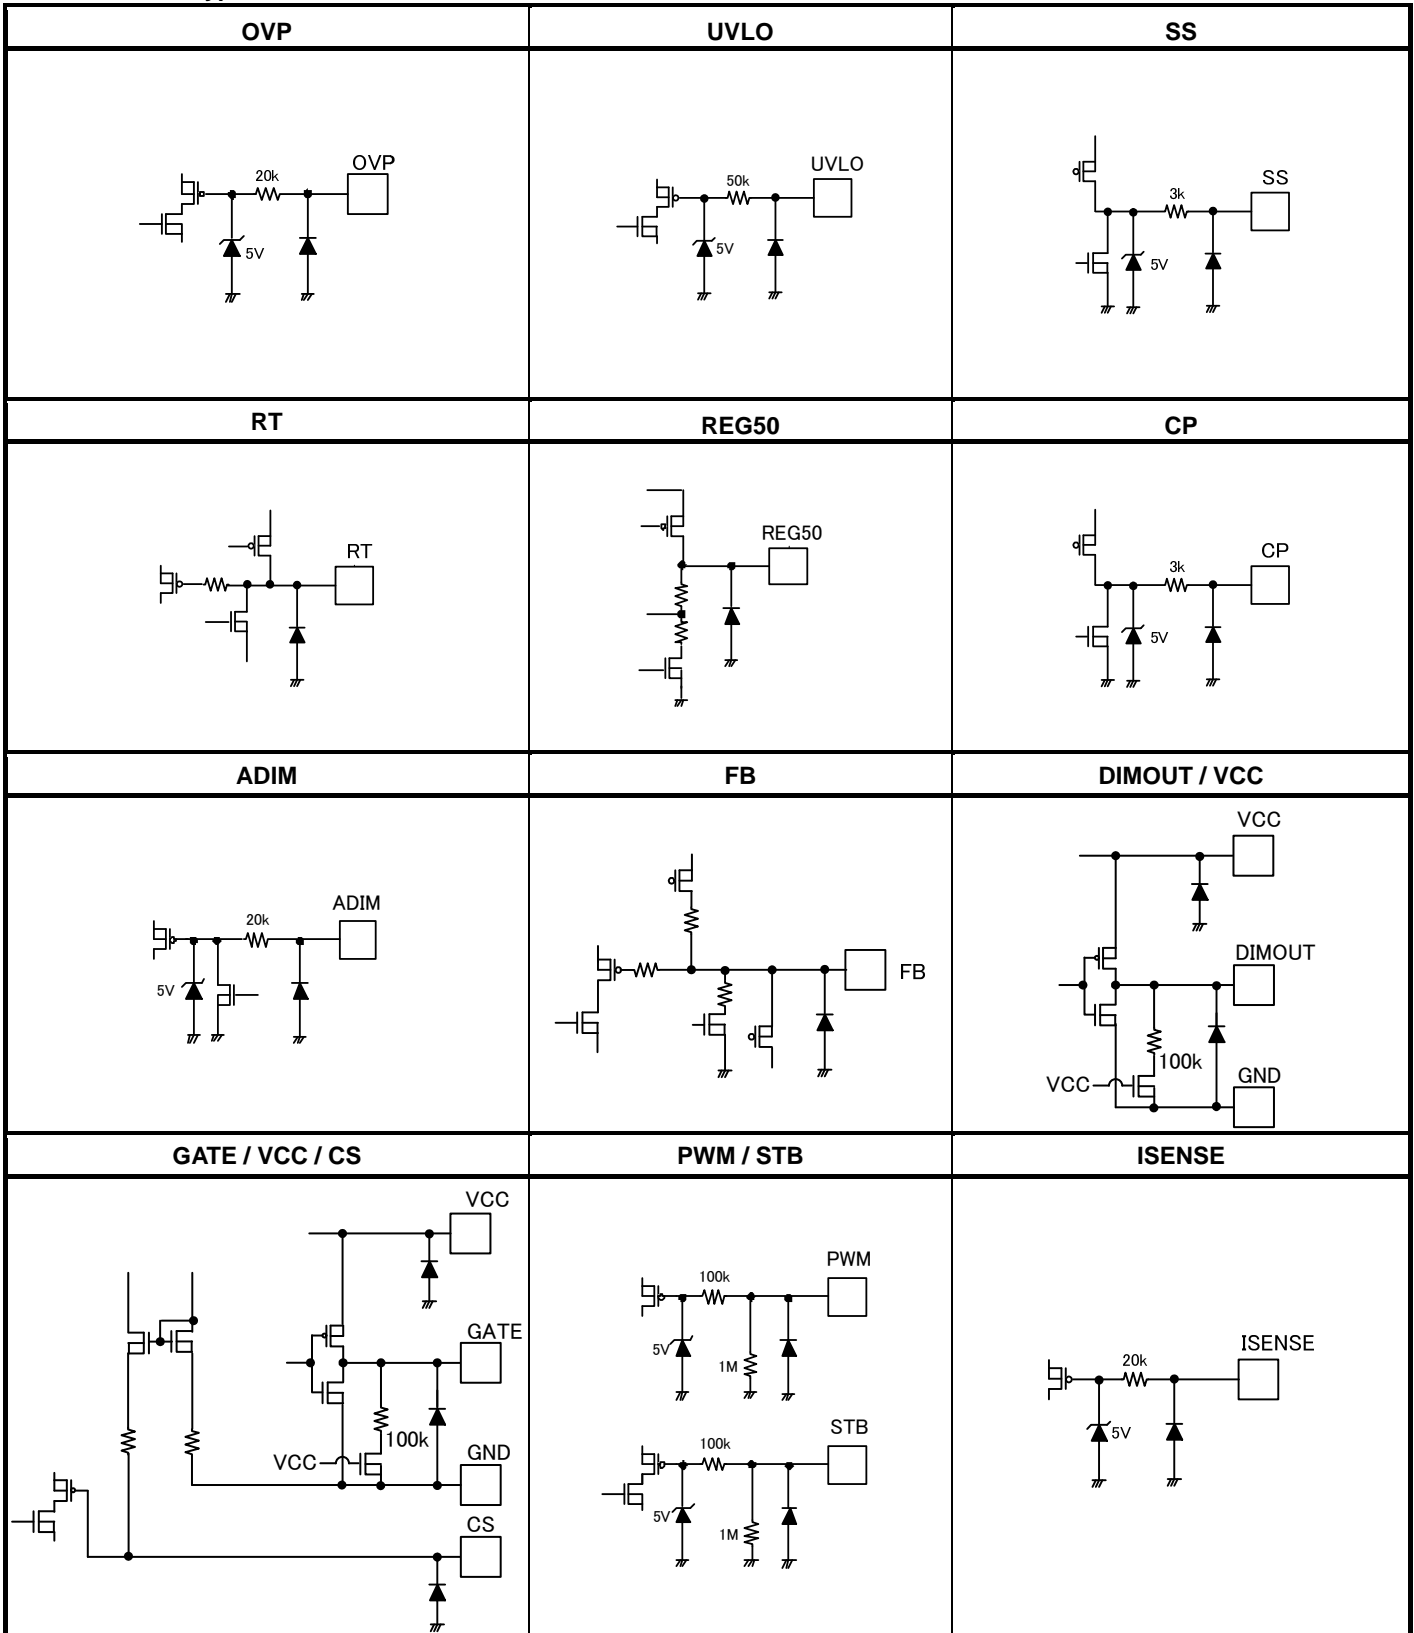 OVP
UVLO
SS
OVP
20k
5V
UVLO
50k
5V
SS
3k
5V
RT
REG50
CP
RT
REG50
CP
3k
5V
ADIM
FB
DIMOUT / VCC
ADIM
20k
5V
FB
VCC
DIMOUT
100k
VCC
GND
GATE / VCC / CS
PWM / STB
ISENSE
VCC
GATE
100k
VCC
GND
CS
PWM
100k
5V
1M
STB
100k
5V
1M
ISENSE
20k
5V